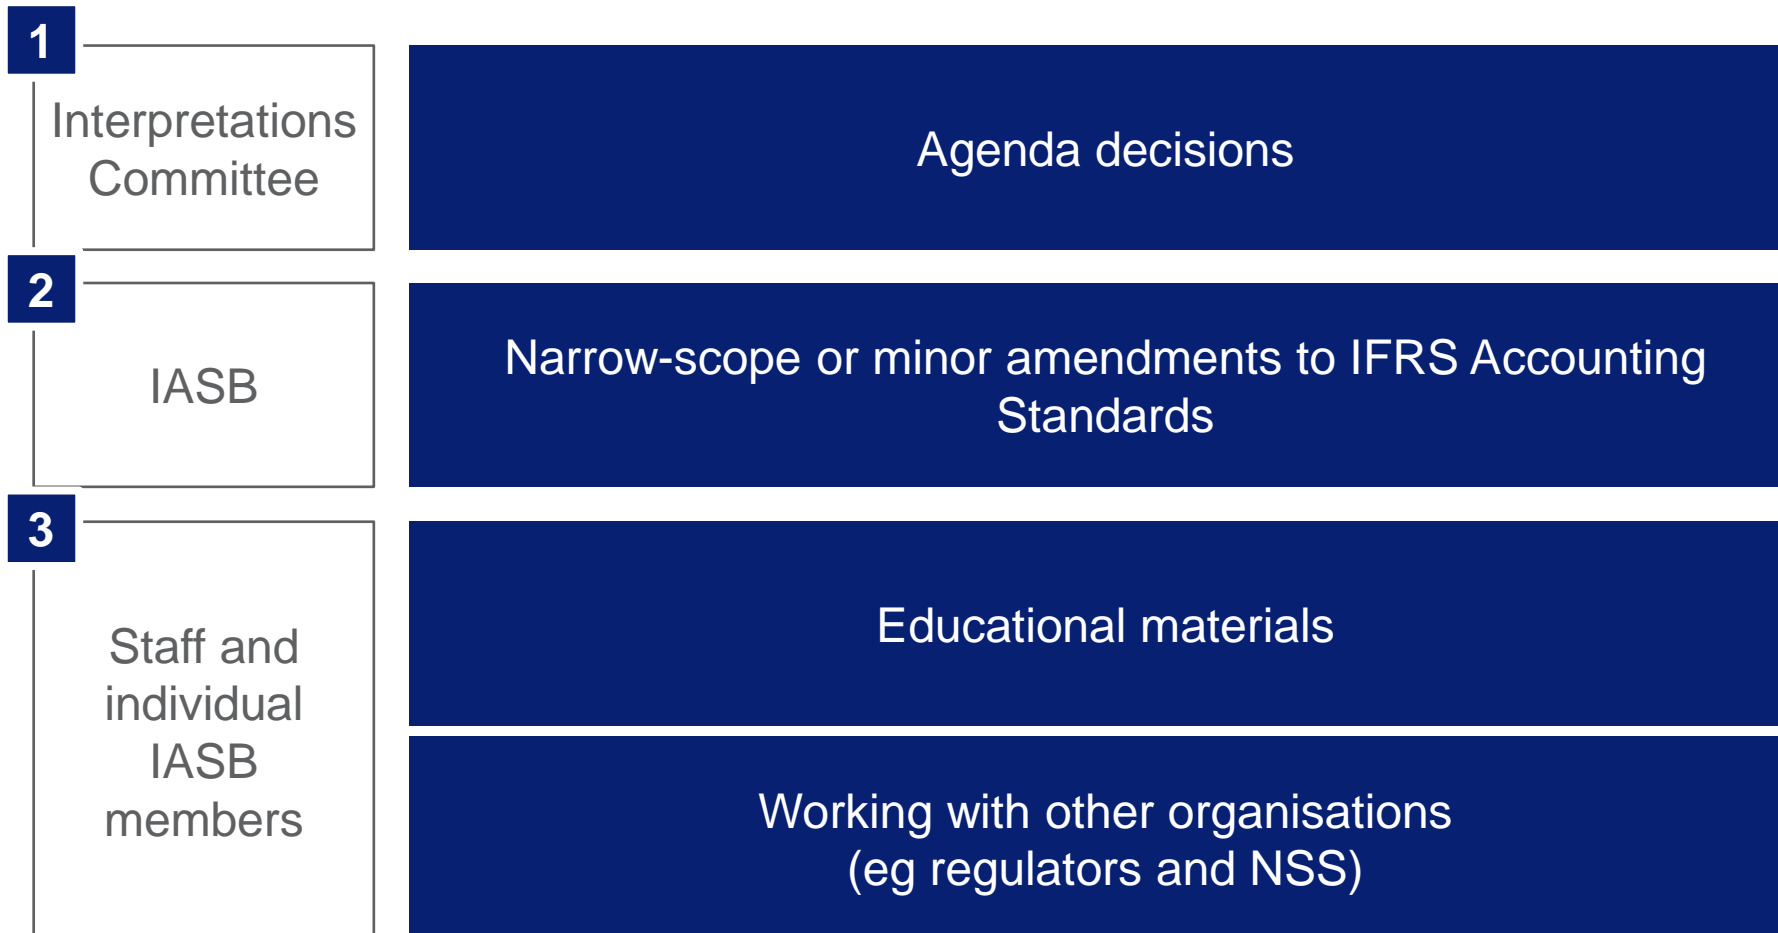 1
Interpretations
Committee
Agenda decisions
2
IASB
Narrow-scope or minor amendments to IFRS Accounting
Standards
3
Staff and
individual
IASB
members
Educational materials
Working with other organisations
(eg regulators and NSS)